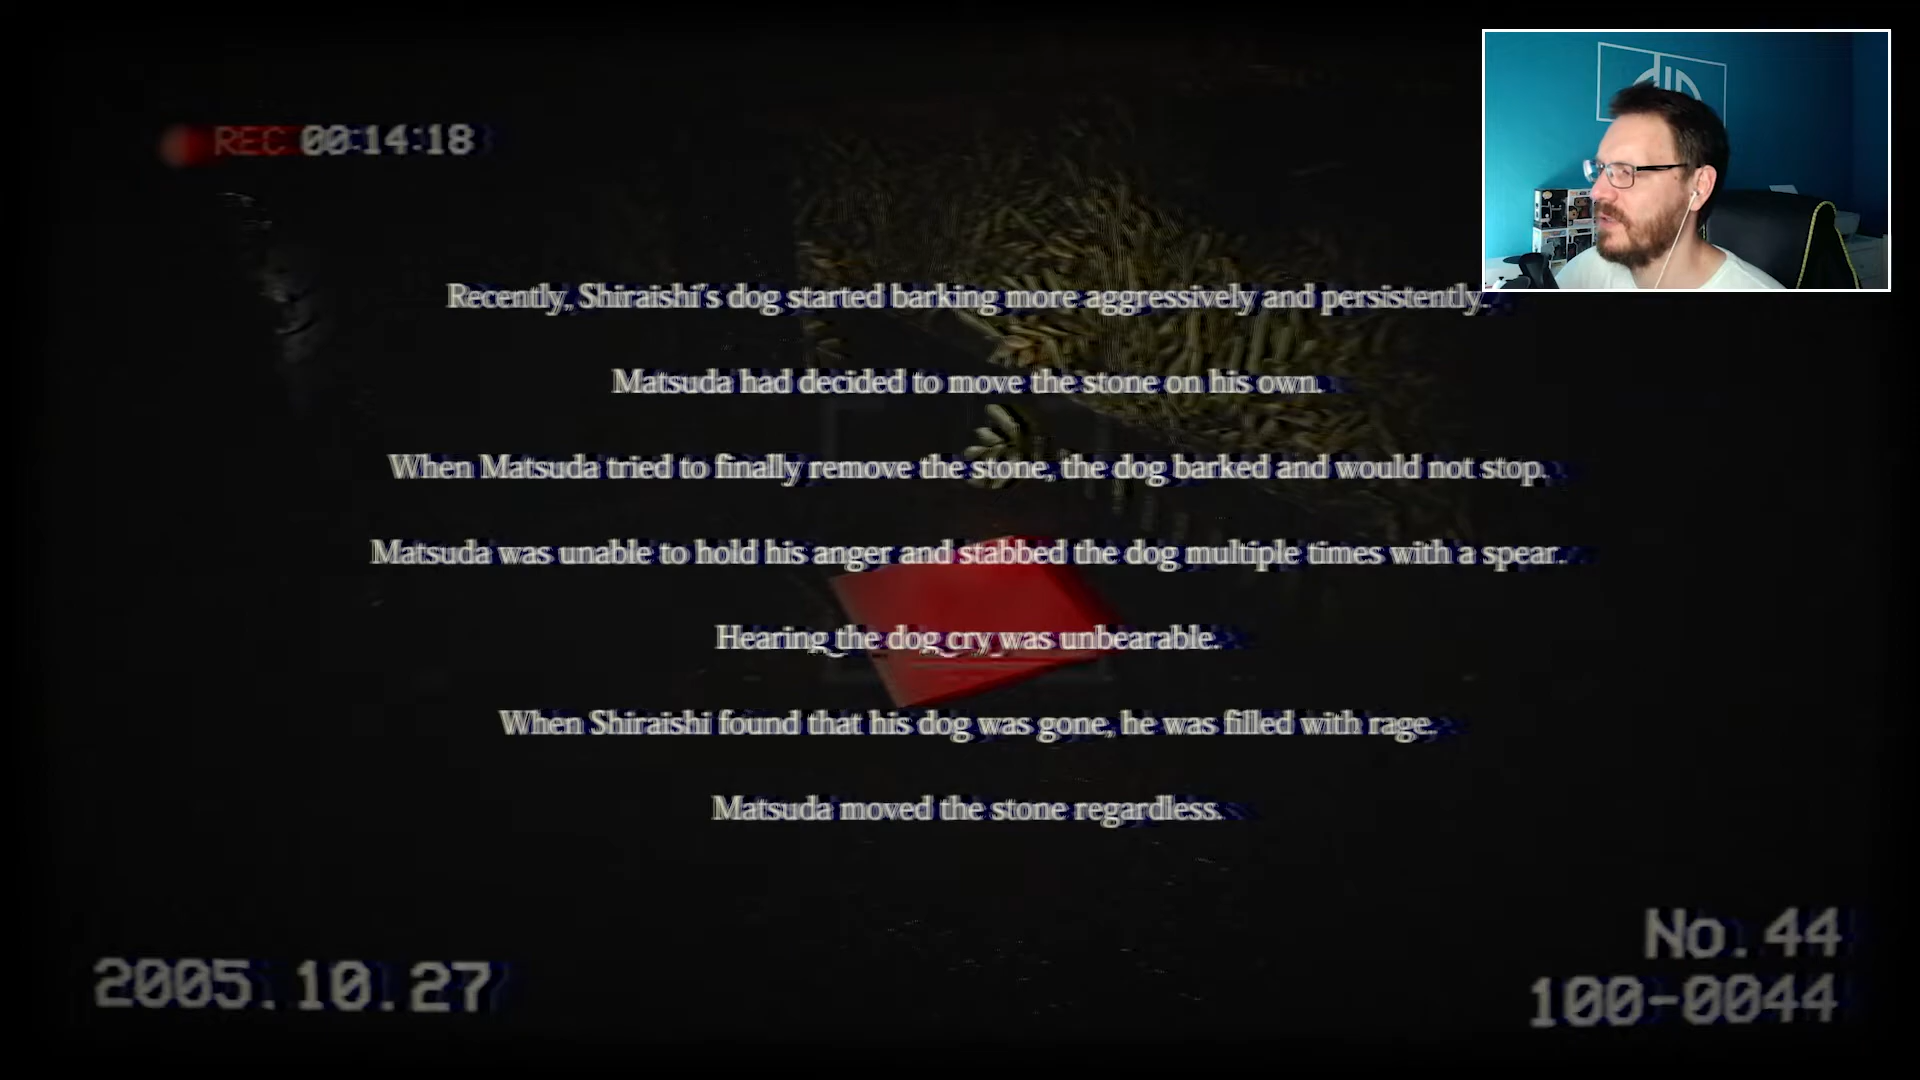 REC 00:14:18
Recently, Shiraishi's dog started barking more aggressively and persistently.
Matsuda had decided to move the stone on his own.
When Matsuda tried to finally remove the stone, the dog barked and would not stop.
Matsuda was unable to hold his anger and stabbed the dog multiple times with a spear.
Hearing the dog cry was unbearable.
When Shiraishi found that his dog was gone, he was filled with rage.
Matsuda moved the stone regardless.
No.44
2005.10.27
100-0044